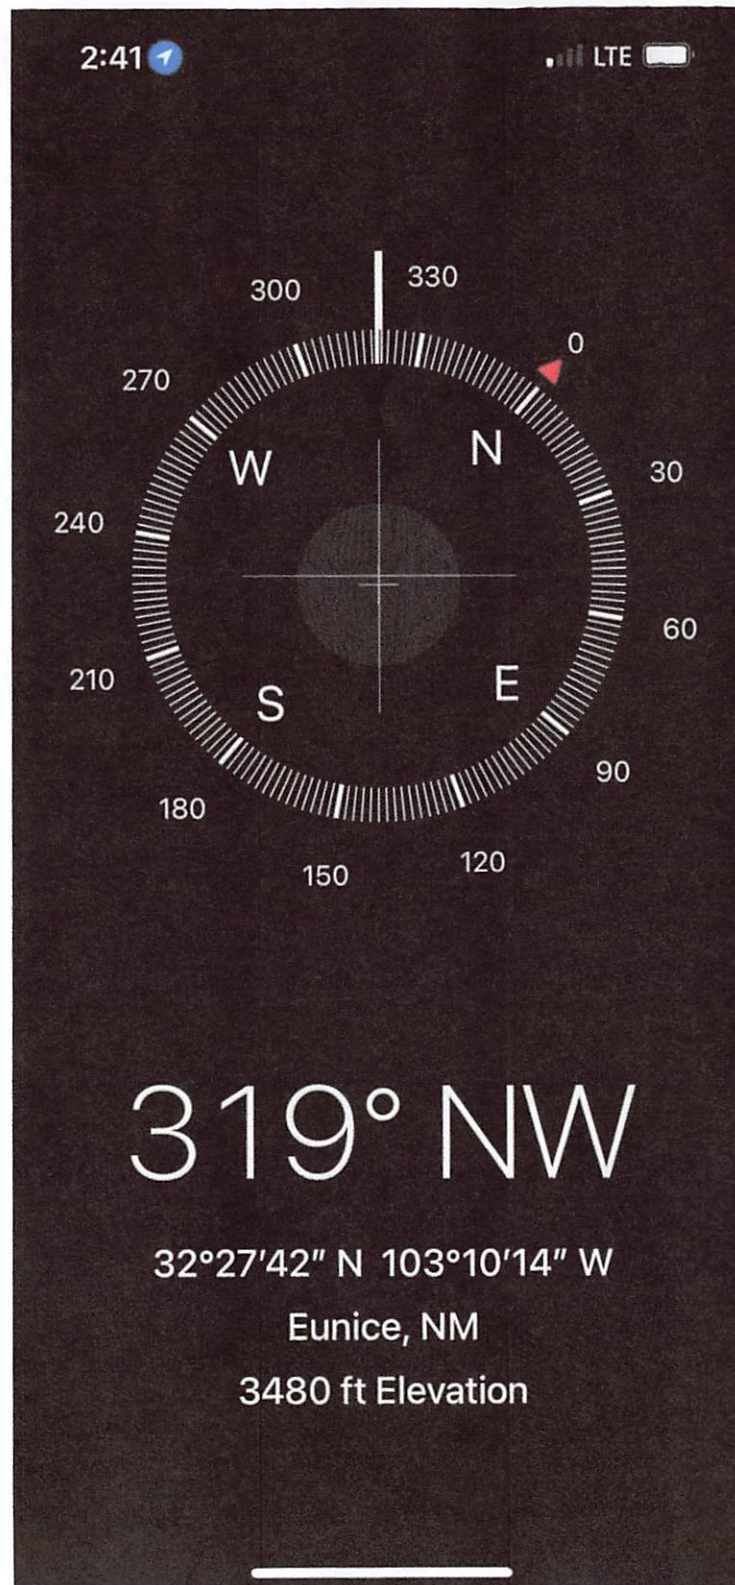 2:41 LTE
300 330
270 0
W N
240 30
210 60
S E
180 90
150 120
319° NW
32°27′42″ N 103°10′14″ W
Eunice, NM
3480 ft Elevation